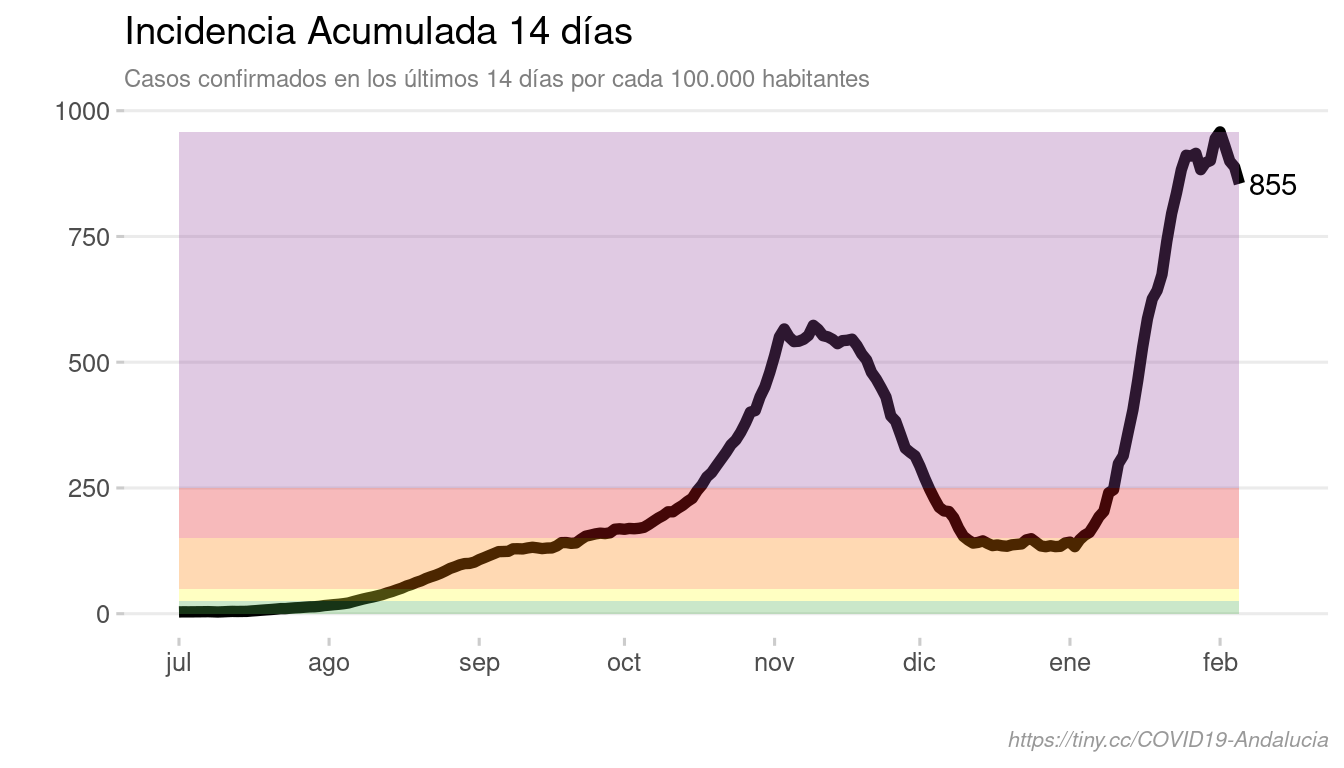 Incidencia Acumulada 14 días
Casos confirmados en los últimos 14 días por cada 100.000 habitantes
1000
750
500
250
0
855
jul ago sep oct nov dic ene feb
https://tiny.cc/COVID19-Andalucia